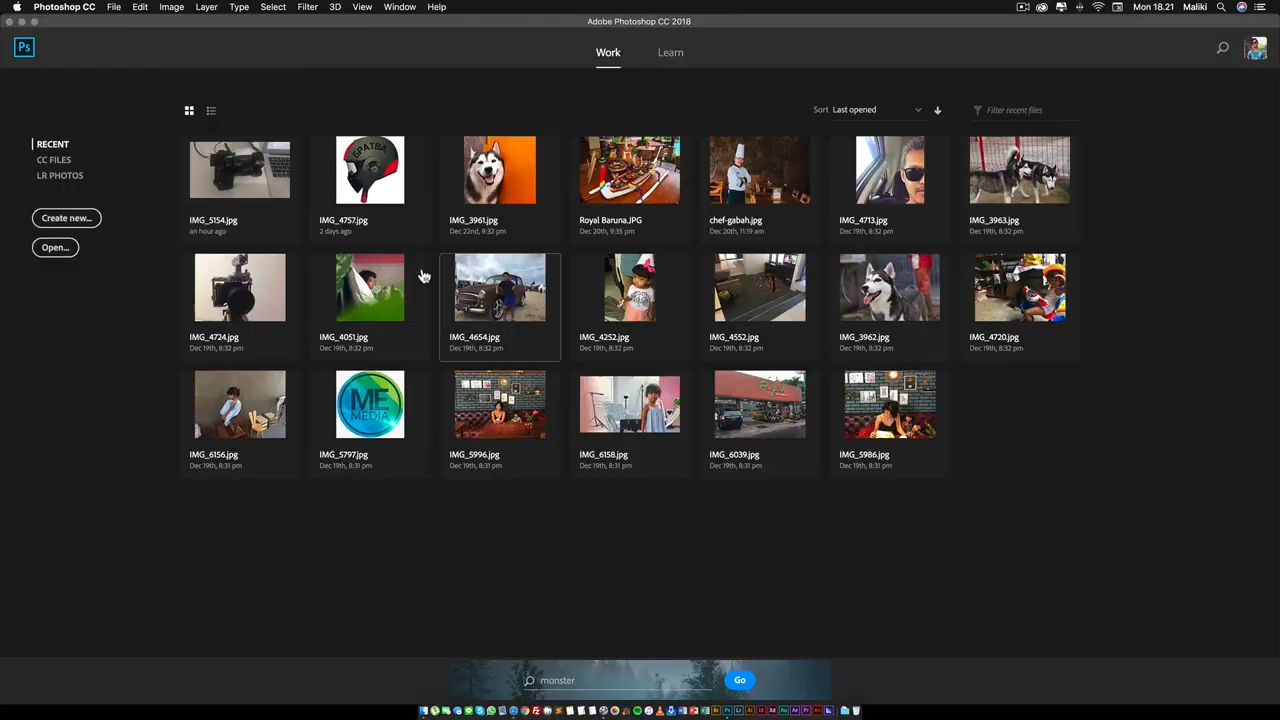 Photoshop CC File Edit Image Layer Type Select Filter 3D View Window Help Mon 18.21 Maliki
Adobe Photoshop CC 2018
Ps Work Learn
Sort Last opened Filter recent files
RECENT
CC FILES
LR PHOTOS
Create new...
Open...
SPATBA
IMG_5154.jpg IMG_4757.jpg IMG_3961.jpg Royal Baruna.JPG chef-gabah.jpg IMG_4713.jpg IMG_3963.jpg
an hour ago 2 days ago Dec 22nd, 9:32 pm Dec 20th, 9:35 pm Dec 20th, 11:19 am Dec 19th, 8:32 pm Dec 19th, 8:32 pm
IMG_4724.jpg IMG_4051.jpg IMG_4654.jpg IMG_4252.jpg IMG_4552.jpg IMG_3962.jpg IMG_4720.jpg
Dec 19th, 8:32 pm Dec 19th, 8:32 pm Dec 19th, 8:32 pm Dec 19th, 8:32 pm Dec 19th, 8:32 pm Dec 19th, 8:32 pm Dec 19th, 8:32 pm
ME
MEDIA
IMG_6156.jpg IMG_5797.jpg IMG_5996.jpg IMG_6158.jpg IMG_6039.jpg IMG_5986.jpg
Dec 19th, 8:31 pm Dec 19th, 8:31 pm Dec 19th, 8:31 pm Dec 19th, 8:31 pm Dec 19th, 8:31 pm Dec 19th, 8:31 pm
monster Go